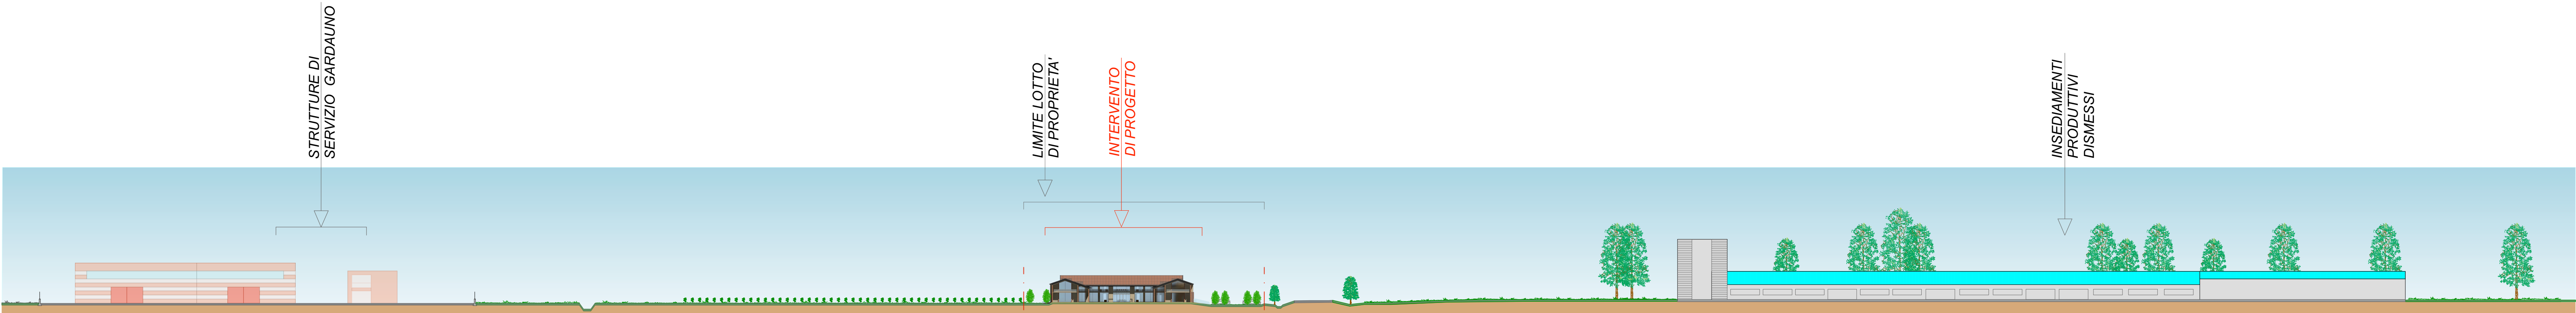 STRUTTURE DI
SERVIZIO GARDAUNO
LIMITE LOTTO
DI PROPRIETA'
INTERVENTO
DI PROGETTO
INSEDIAMENTI
PRODUTTIVI
DISMESSI